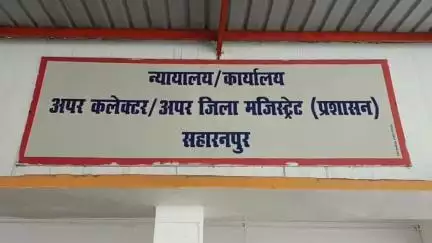 न्यायालय/कार्यालय
अपर कलेक्टर/अपर जिला मजिस्ट्रेट (प्रशासन)
सहारनपुर